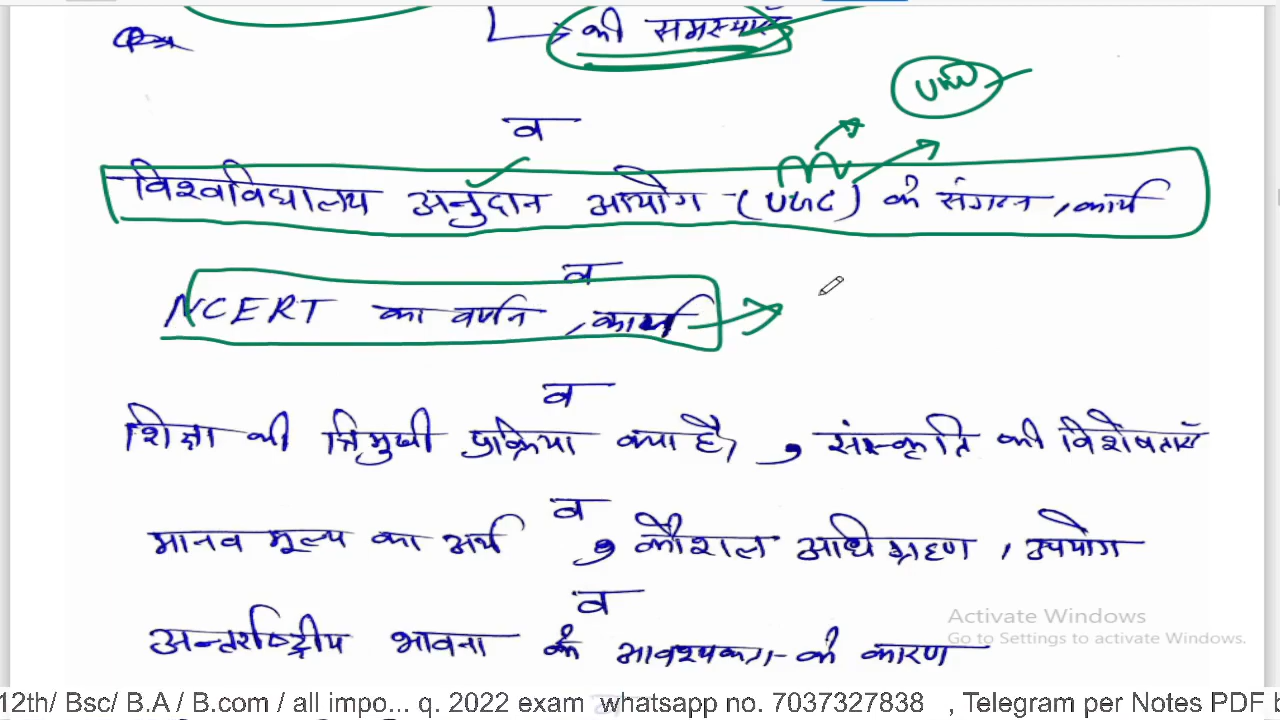 की समस्याएँ
व
विश्वविद्यालय अनुदान आयोग (UGC) के संगठन, कार्य
व
NCERT का वर्णन, कार्य
व
शिक्षा की त्रिमुखी प्रक्रिया क्या है, , संस्कृति की विशेषताएँ
व
मानव मूल्य का अर्थ , कौशल अधिग्रहण, उपयोग
व
अन्तर्राष्ट्रीय भावना के आवश्यकता के कारण
Activate Windows
Go to Settings to activate Windows.
12th/ Bsc/ B.A / B.com / all impo... q. 2022 exam whatsapp no. 7037327838 , Telegram per Notes PDF